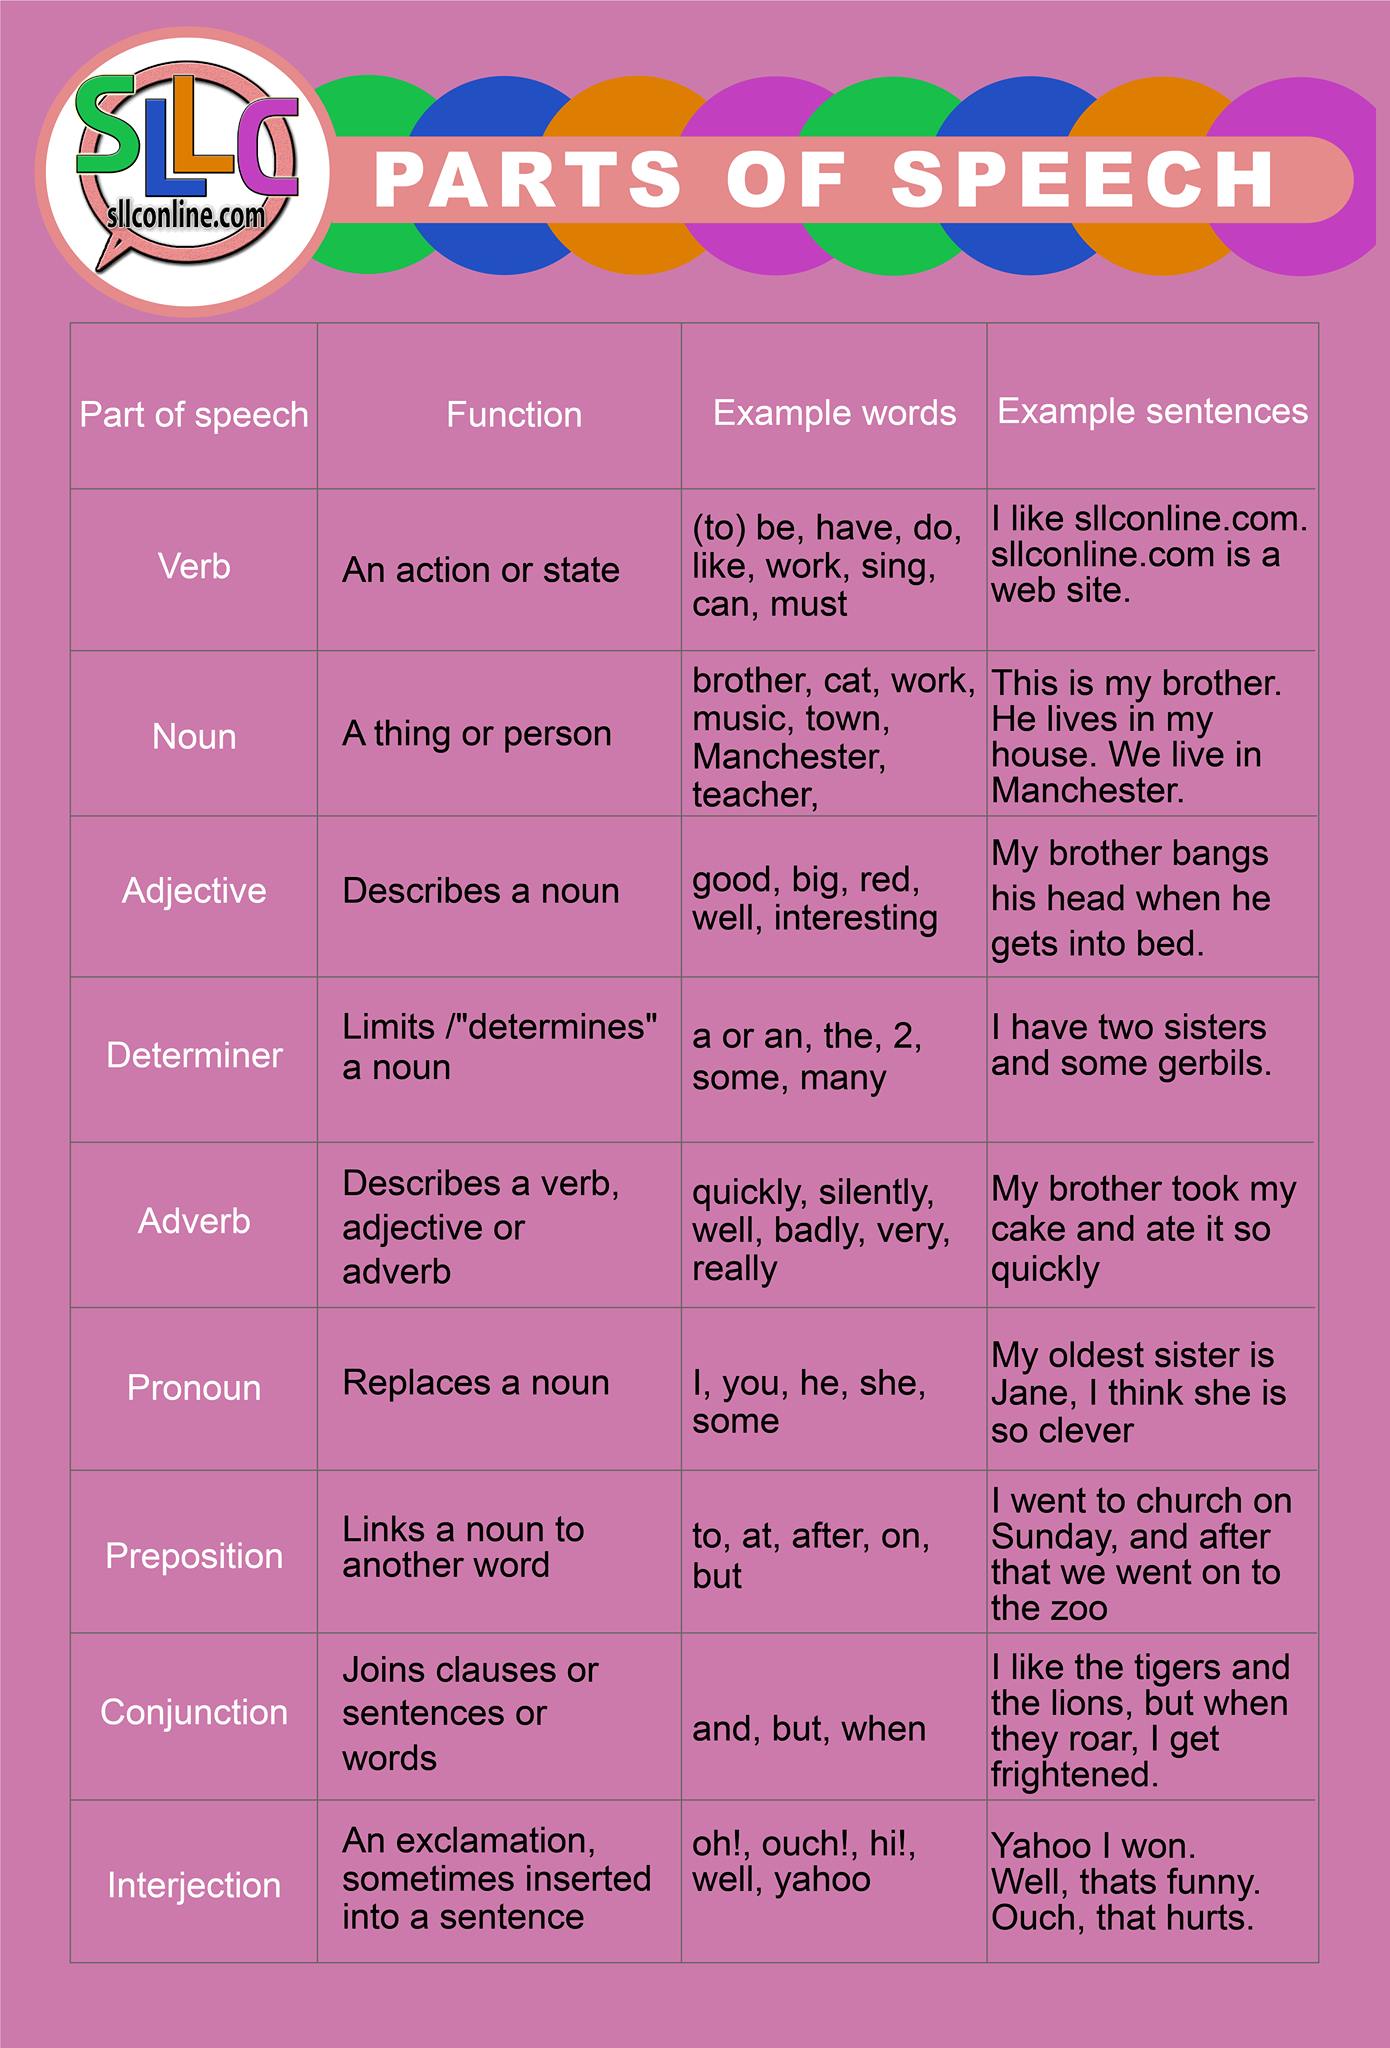 SLLC
sllconline.com
PARTS OF SPEECH
Part of speech
Function
Example words
Example sentences
Verb
An action or state
(to) be, have, do,
like, work, sing,
can, must
I like sllconline.com.
sllconline.com is a
web site.
Noun
A thing or person
brother, cat, work,
music, town,
Manchester,
teacher,
This is my brother.
He lives in my
house. We live in
Manchester.
Adjective
Describes a noun
good, big, red,
well, interesting
My brother bangs
his head when he
gets into bed.
Determiner
Limits /"determines"
a noun
a or an, the, 2,
some, many
I have two sisters
and some gerbils.
Adverb
Describes a verb,
adjective or
adverb
quickly, silently,
well, badly, very,
really
My brother took my
cake and ate it so
quickly
Pronoun
Replaces a noun
I, you, he, she,
some
My oldest sister is
Jane, I think she is
so clever
Preposition
Links a noun to
another word
to, at, after, on,
but
I went to church on
Sunday, and after
that we went on to
the zoo
Conjunction
Joins clauses or
sentences or
words
and, but, when
I like the tigers and
the lions, but when
they roar, I get
frightened.
Interjection
An exclamation,
sometimes inserted
into a sentence
oh!, ouch!, hi!,
well, yahoo
Yahoo I won.
Well, thats funny.
Ouch, that hurts.